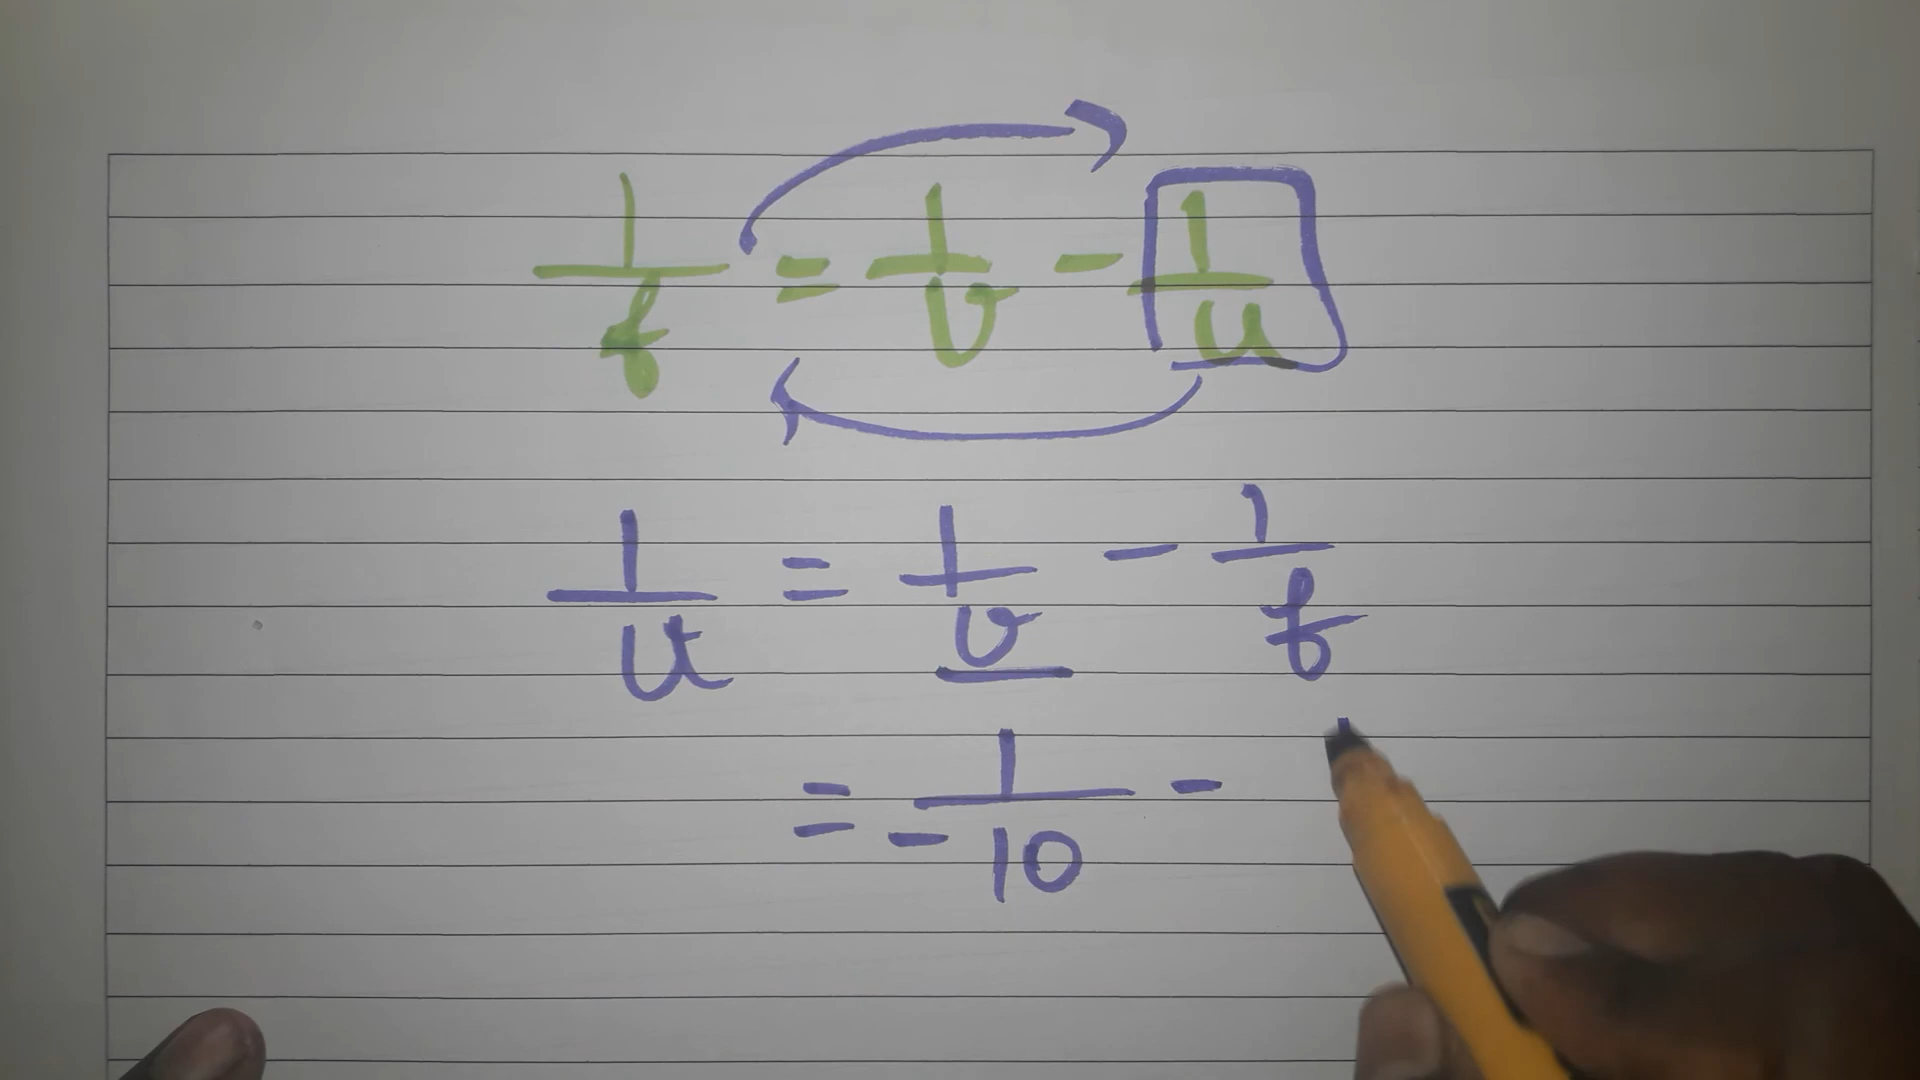 1/f = 1/v - 1/u
1/u = 1/v - 1/f
= 1/-10 -